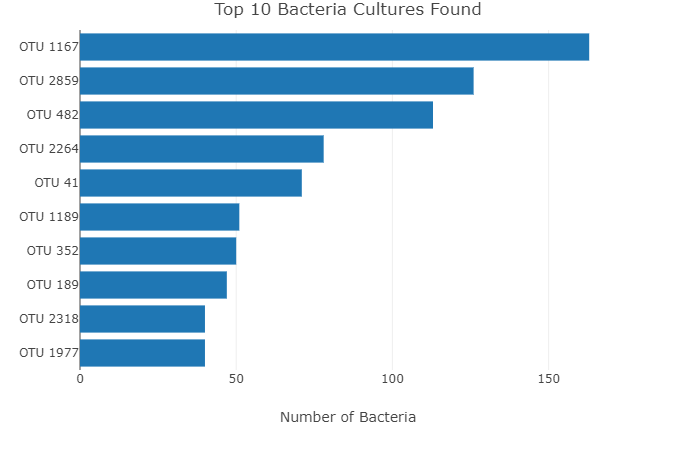 Top 10 Bacteria Cultures Found
OTU 1167
OTU 2859
OTU 482
OTU 2264
OTU 41
OTU 1189
OTU 352
OTU 189
OTU 2318
OTU 1977
0 50 100 150
Number of Bacteria